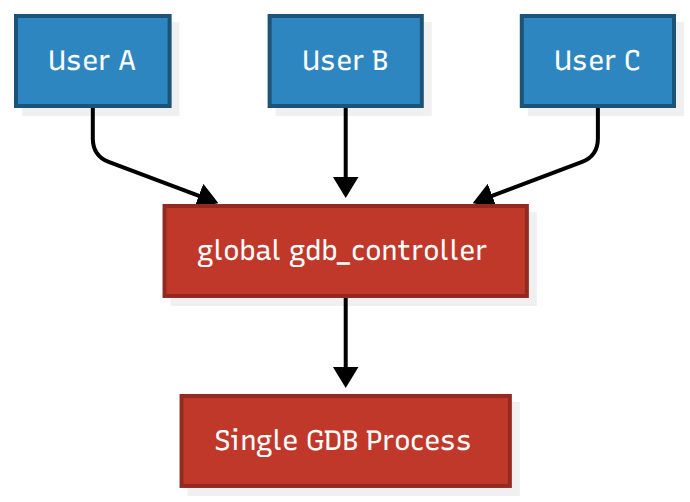 User A
User B
User C
global gdb_controller
Single GDB Process